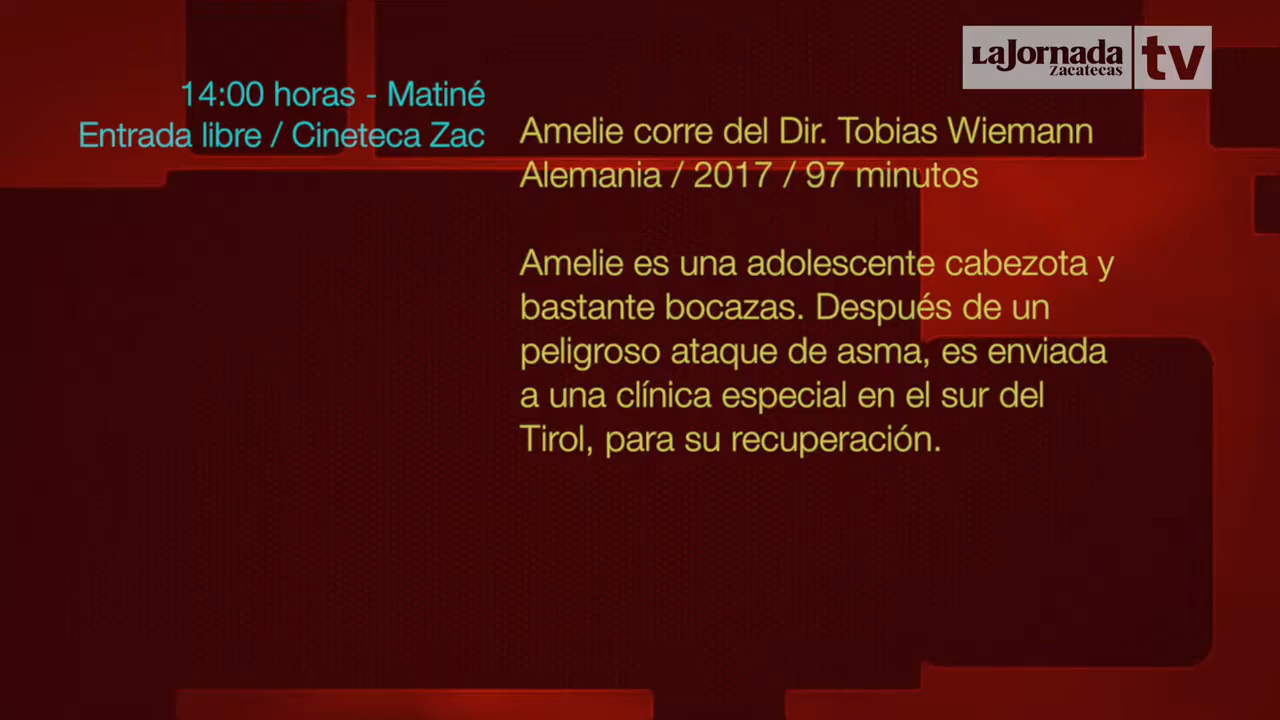 LaJornada
Zacatecas
tv
14:00 horas - Matiné
Entrada libre / Cineteca Zac
Amelie corre del Dir. Tobias Wiemann
Alemania / 2017 / 97 minutos
Amelie es una adolescente cabezota y
bastante bocazas. Después de un
peligroso ataque de asma, es enviada
a una clínica especial en el sur del
Tirol, para su recuperación.